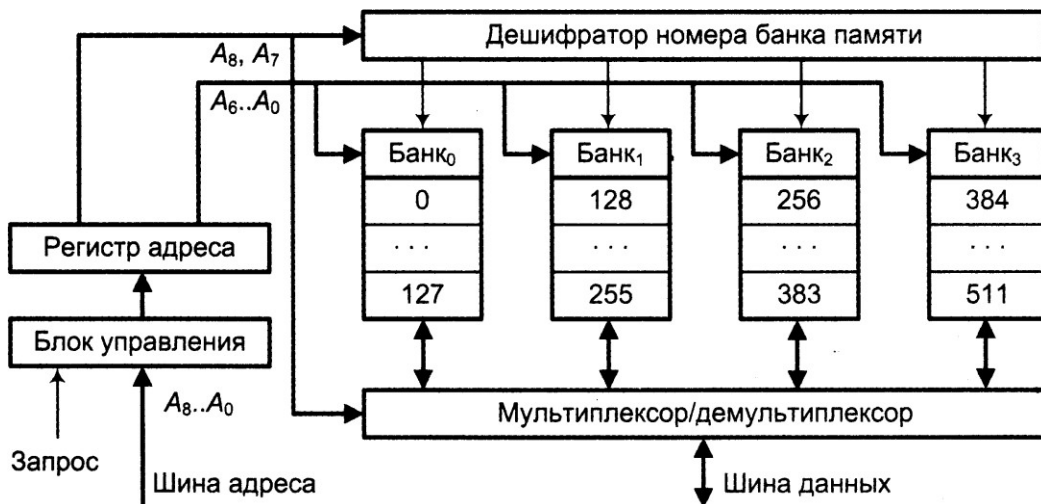 Дешифратор номера банка памяти
A₈, A₇
A₆..A₀
Банк₀ Банк₁ Банк₂ Банк₃
0 128 256 384
... ... ... ...
127 255 383 511
Регистр адреса
Блок управления
A₈..A₀
Мультиплексор/демультиплексор
Запрос
Шина адреса
Шина данных